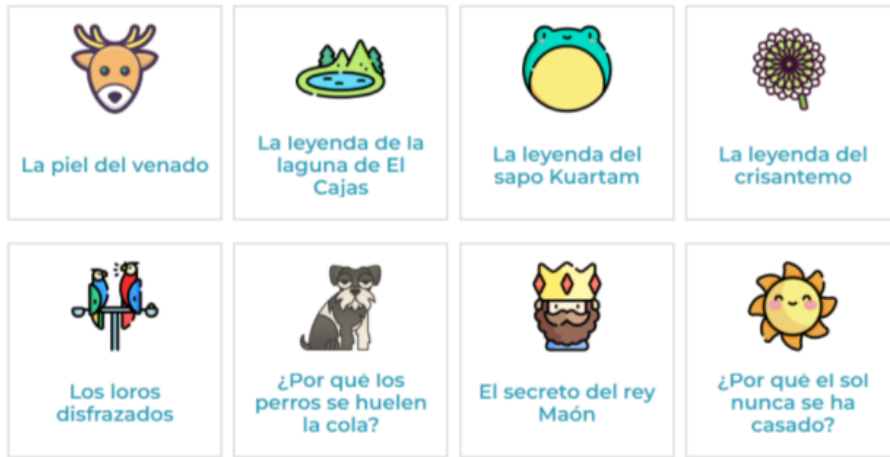 La piel del venado
La leyenda de la
laguna de El
Cajas
La leyenda del
sapo Kuartam
La leyenda del
crisantemo
Los loros
disfrazados
¿Por qué los
perros se huelen
la cola?
El secreto del rey
Maón
¿Por qué el sol
nunca se ha
casado?